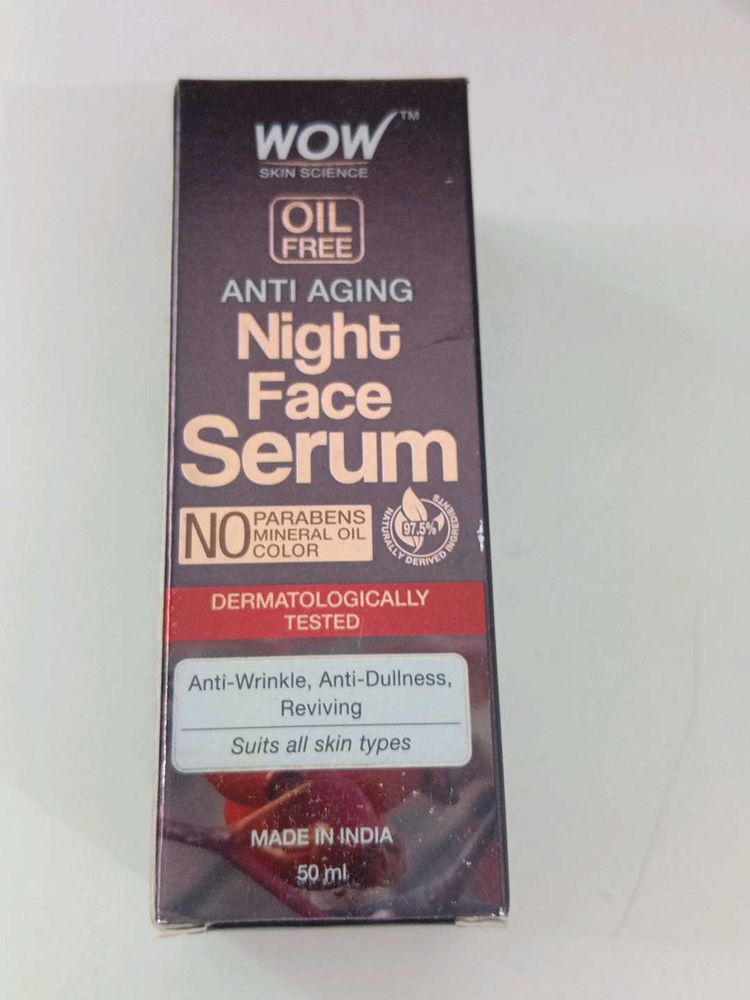 WOW™
SKIN SCIENCE
OIL
FREE
ANTI AGING
Night
Face
Serum
NO PARABENS
MINERAL OIL
COLOR
97.5%
NATURALLY DERIVED INGREDIENTS
DERMATOLOGICALLY
TESTED
Anti-Wrinkle, Anti-Dullness,
Reviving
Suits all skin types
MADE IN INDIA
50 ml